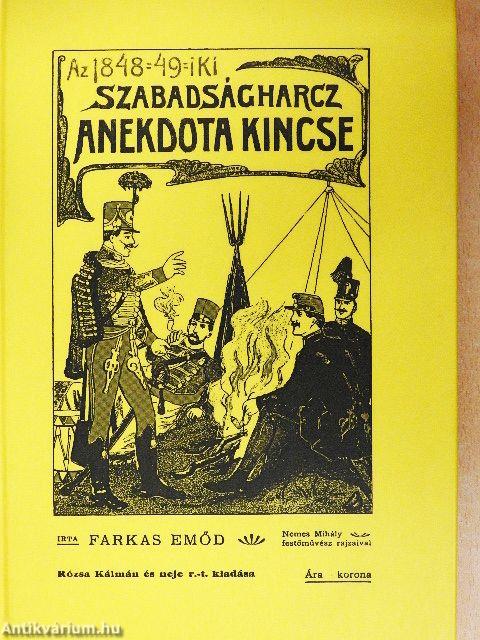 Az 1848=49=iKi
SZABADSÁGHARCZ
ANEKDOTA KINCSE
IRTA FARKAS EMŐD
Nemes Mihály
festőművész rajzaival
Rózsa Kálmán és neje r.-t. kiadása
Ára korona
Antikvárium.hu